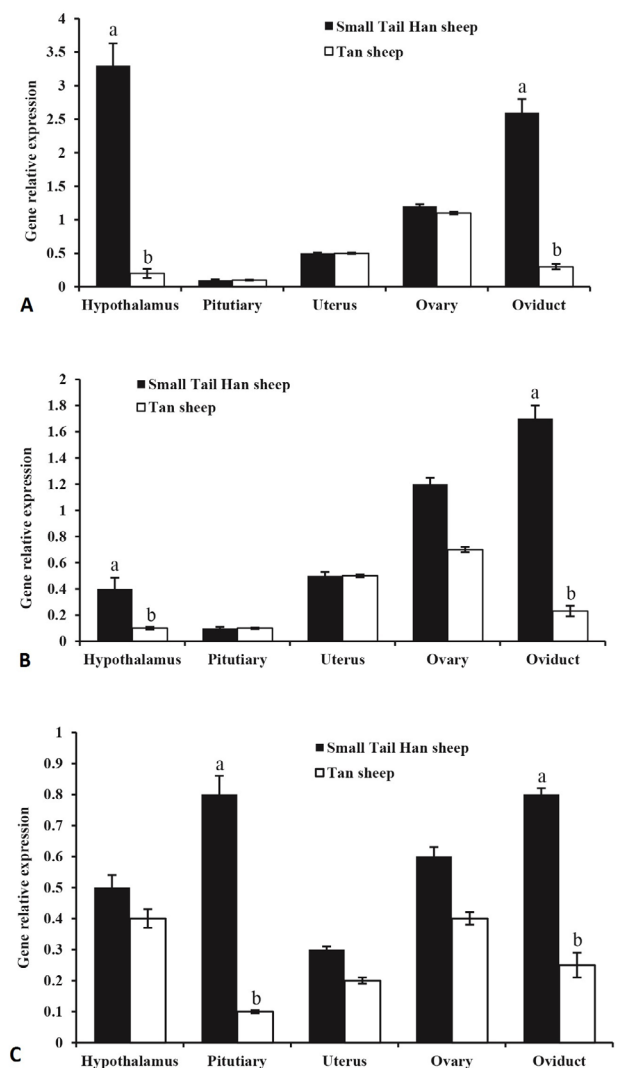 4
3.5
3
2.5
2
1.5
1
0.5
0
Gene relative expression
Small Tail Han sheep
Tan sheep
a
b
a
b
Hypothalamus Pitutiary Uterus Ovary Oviduct
A
2
1.8
1.6
1.4
1.2
1
0.8
0.6
0.4
0.2
0
Gene relative expression
Small Tail Han sheep
Tan sheep
a
b
a
b
Hypothalamus Pitutiary Uterus Ovary Oviduct
B
1
0.9
0.8
0.7
0.6
0.5
0.4
0.3
0.2
0.1
0
Gene relative expression
Small Tail Han sheep
Tan sheep
a
b
a
b
Hypothalamus Pitutiary Uterus Ovary Oviduct
C